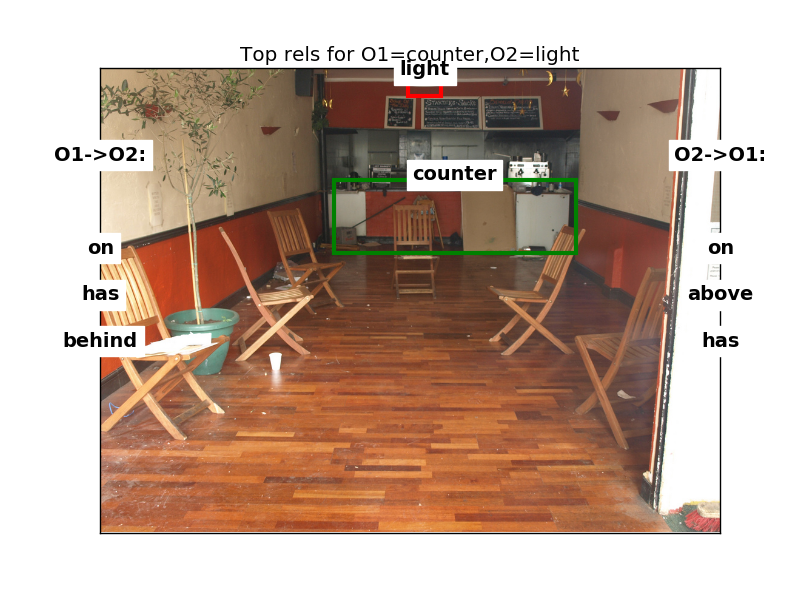 Top rels for O1=counter,O2=light
light
O1->O2:
O2->O1:
counter
on
on
has
above
behind
has